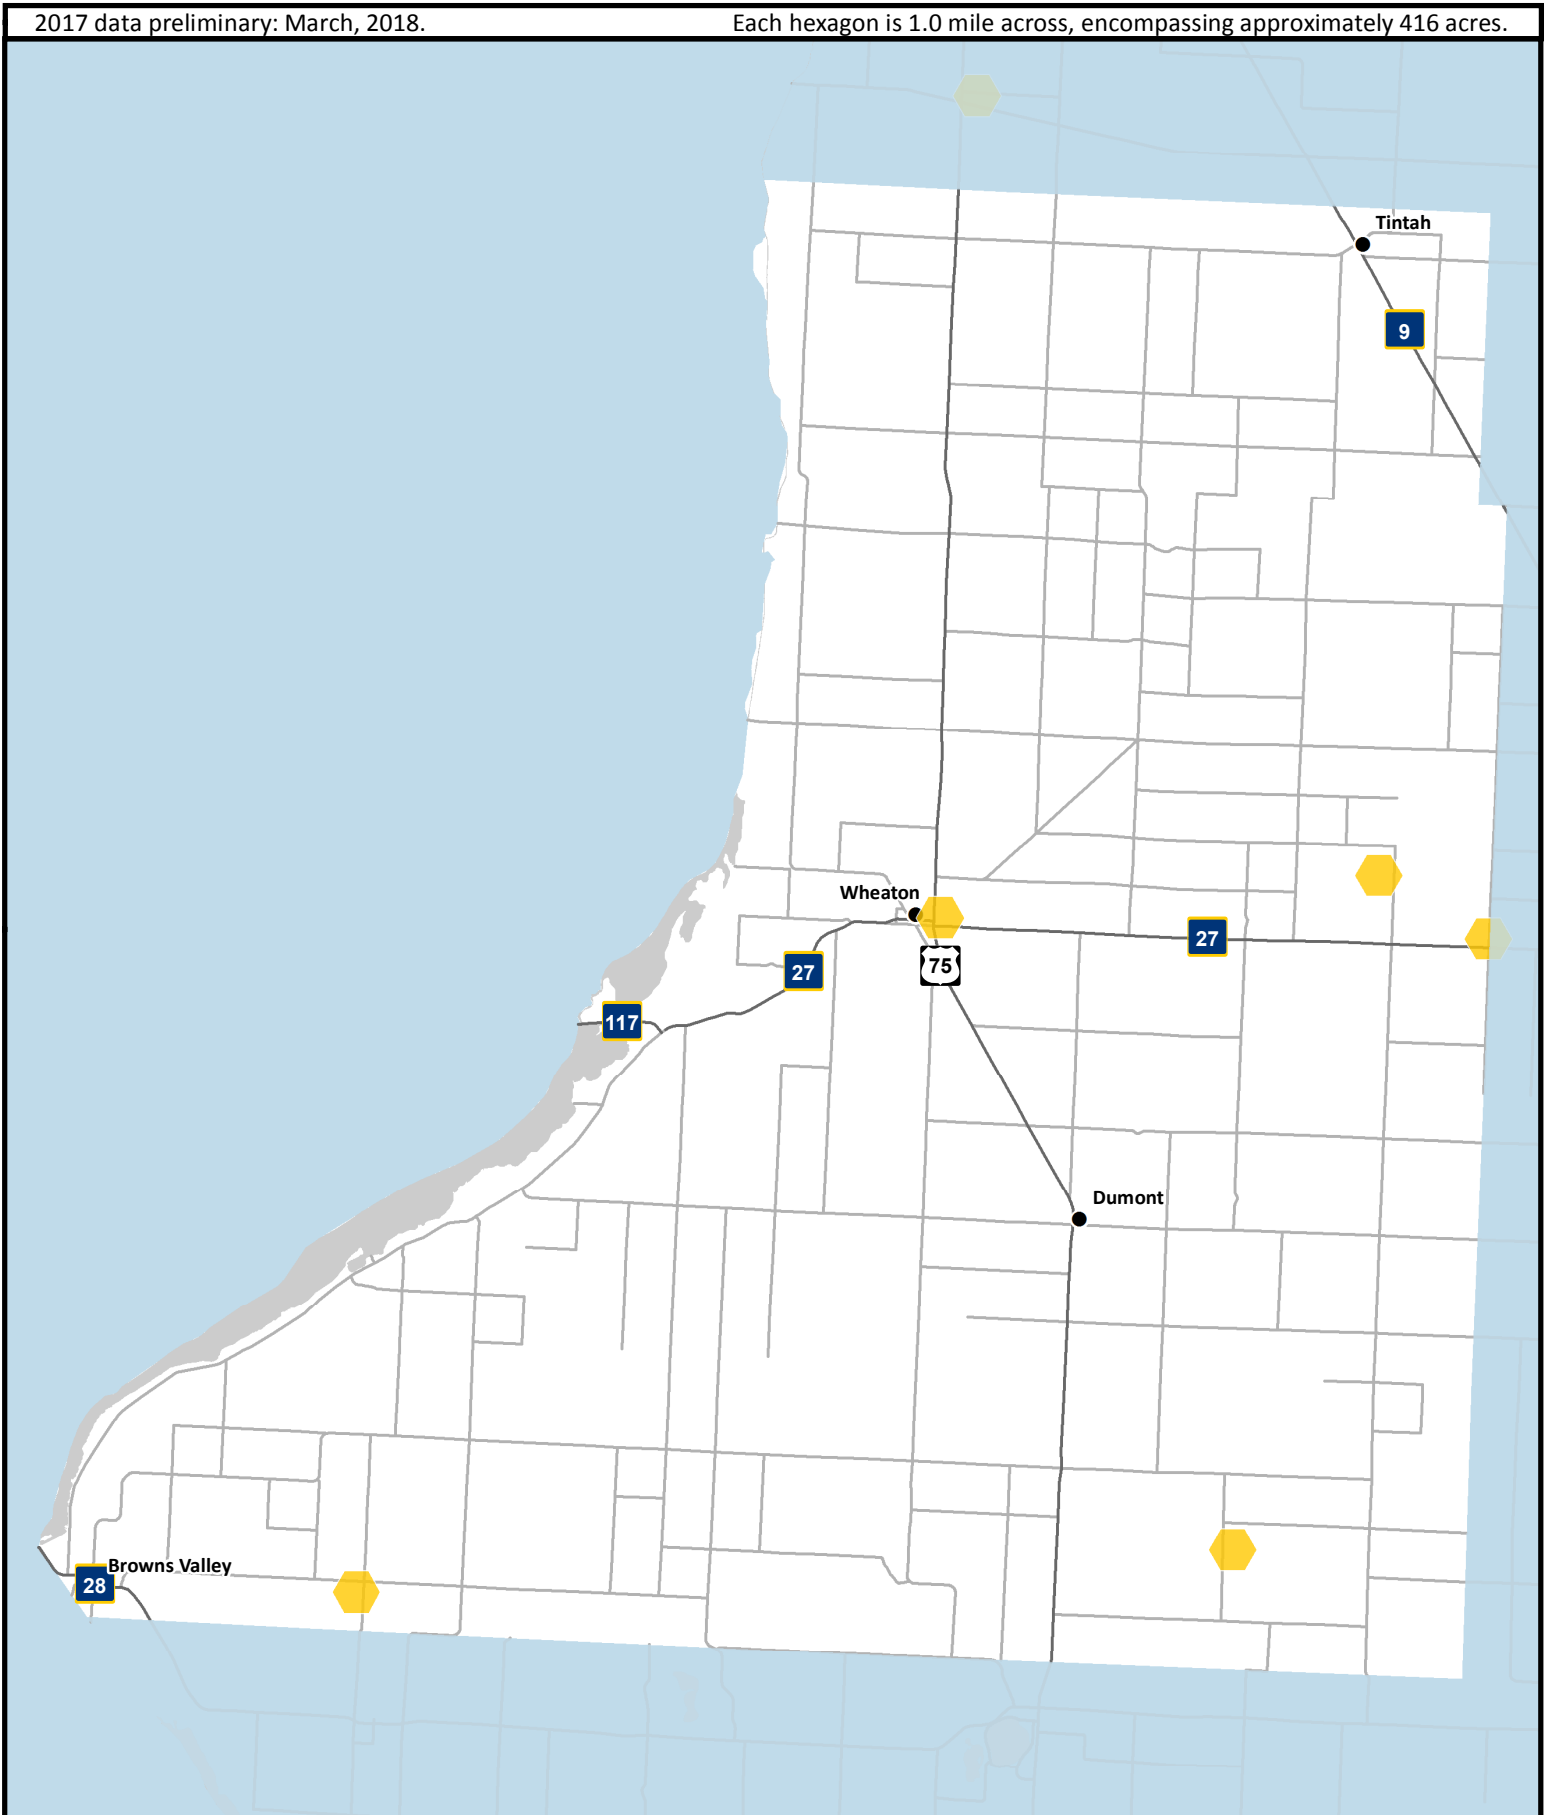 2017 data preliminary: March, 2018.
Each hexagon is 1.0 mile across, encompassing approximately 416 acres.
Tintah
9
Wheaton
27
27
75
117
Dumont
Browns Valley
28